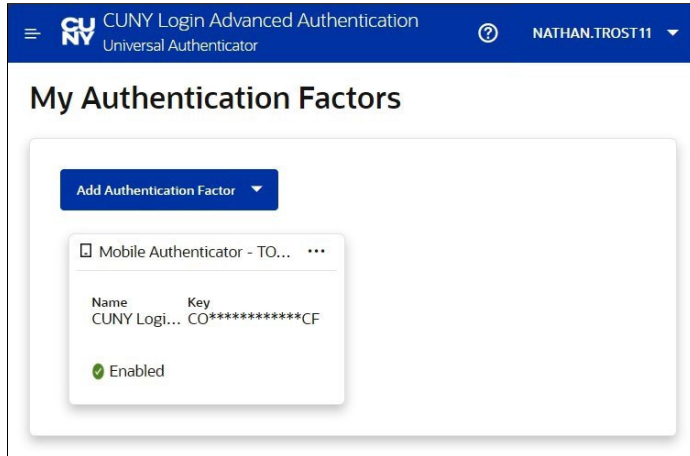 CUNY CUNY Login Advanced Authentication
Universal Authenticator
NATHAN.TROST11
My Authentication Factors
Add Authentication Factor
Mobile Authenticator - TO... ...
Name Key
CUNY Logi... CO************CF
Enabled